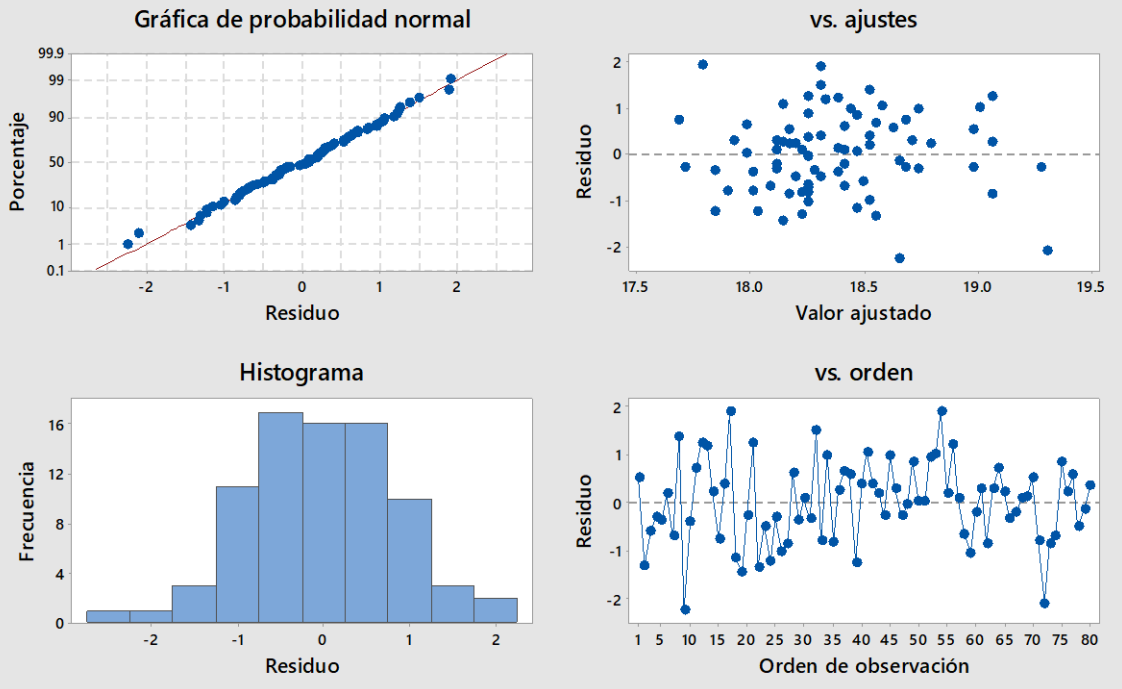 Gráfica de probabilidad normal
99.9
99
90
50
10
1
0.1
Porcentaje
-2 -1 0 1 2
Residuo
vs. ajustes
2
1
0
-1
-2
Residuo
17.5 18.0 18.5 19.0 19.5
Valor ajustado
Histograma
16
12
8
4
0
Frecuencia
-2 -1 0 1 2
Residuo
vs. orden
2
1
0
-1
-2
Residuo
1 5 10 15 20 25 30 35 40 45 50 55 60 65 70 75 80
Orden de observación